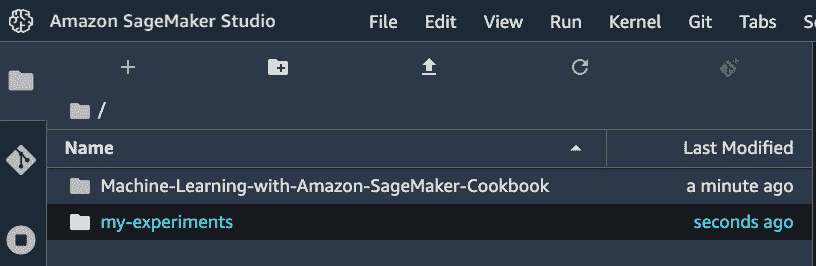 Amazon SageMaker Studio File Edit View Run Kernel Git Tabs
/
Name Last Modified
Machine-Learning-with-Amazon-SageMaker-Cookbook a minute ago
my-experiments seconds ago